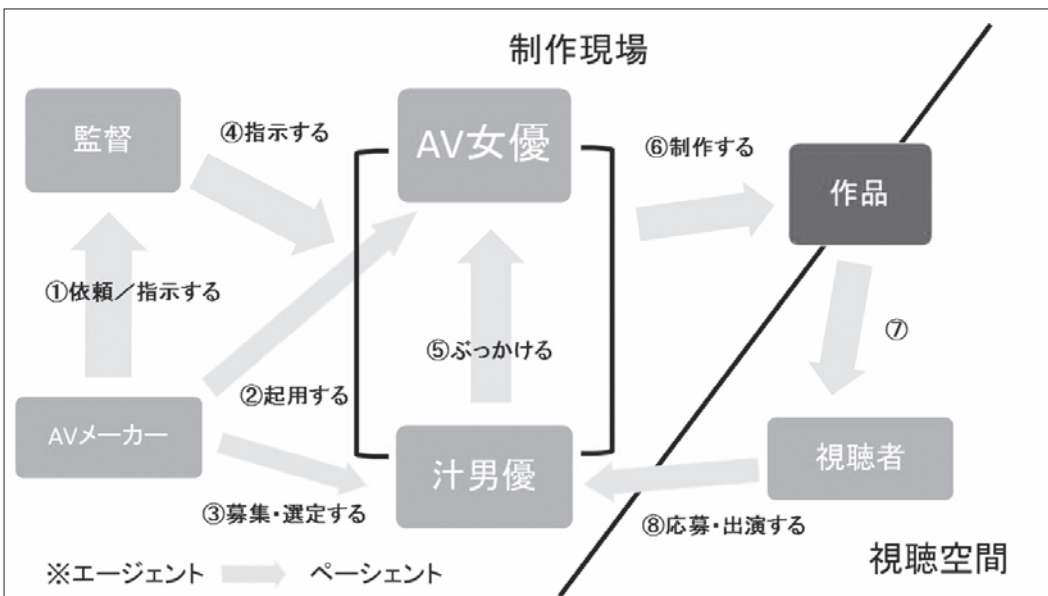 制作現場
監督
④指示する
AV女優
⑥制作する
作品
①依頼／指示する
⑦
⑤ぶっかける
②起用する
AVメーカー
汁男優
視聴者
③募集・選定する
⑧応募・出演する
視聴空間
※エージェント
ペーシェント